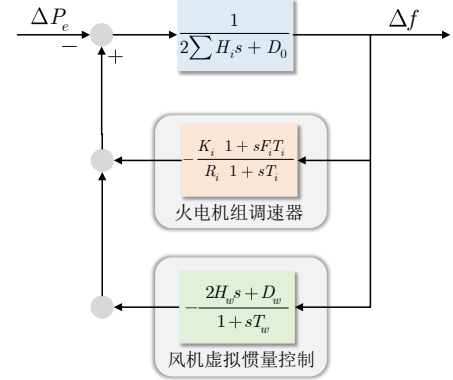 ΔP_e
−
+
1
2∑H_i s + D_0
Δf
−K_i 1 + sF_iT_i
R_i 1 + sT_i
火电机组调速器
−2H_w s + D_w
1 + sT_w
风机虚拟惯量控制